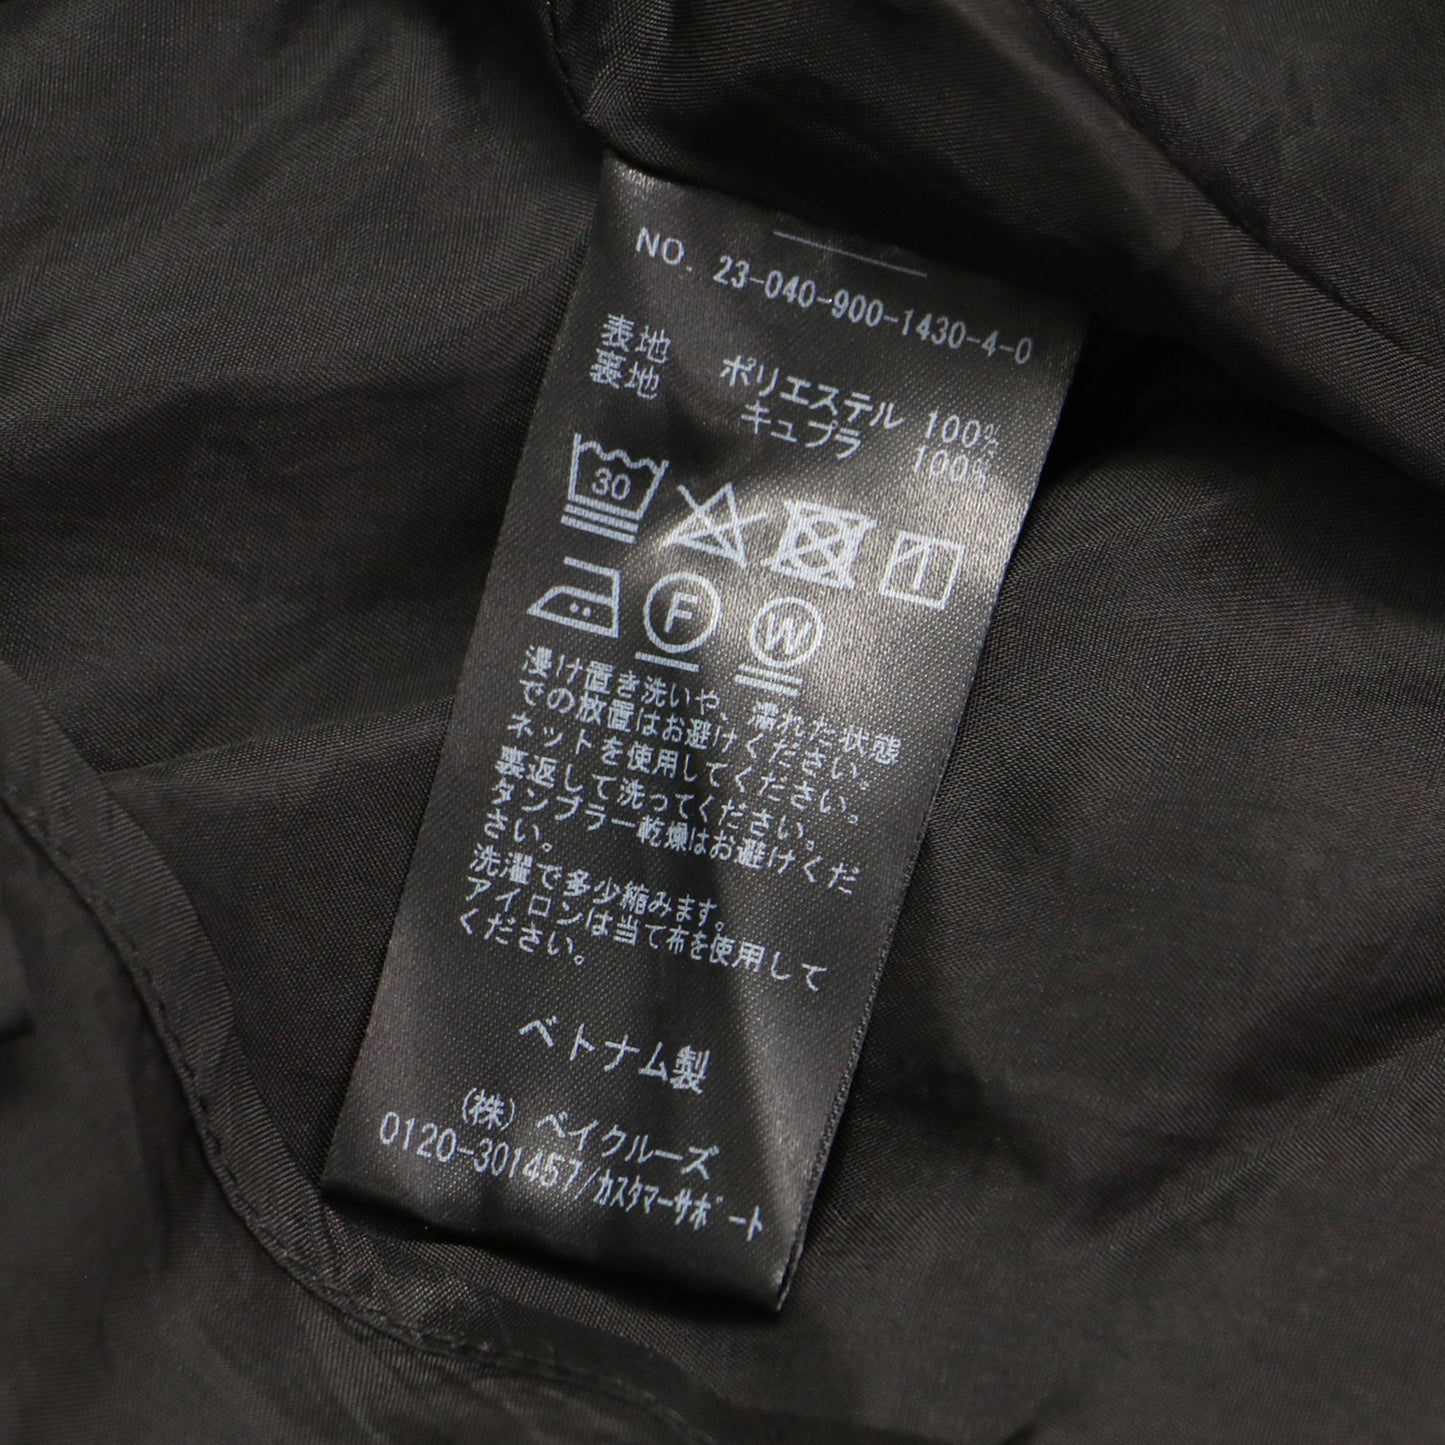 NO. 23-040-900-1430-4-0
表地 ポリエステル 100%
裏地 キュプラ 100%
30
F W
浸け置き洗いや、濡れた状態
での放置はお避けください。
ネットを使用してください。
裏返して洗ってください。
タンブラー乾燥はお避けくだ
さい。
洗濯で多少縮みます。
アイロンは当て布を使用して
ください。
ベトナム製
(株) ベイクルーズ
0120-301457/ｶｽﾀﾏｰｻﾎﾟｰﾄ